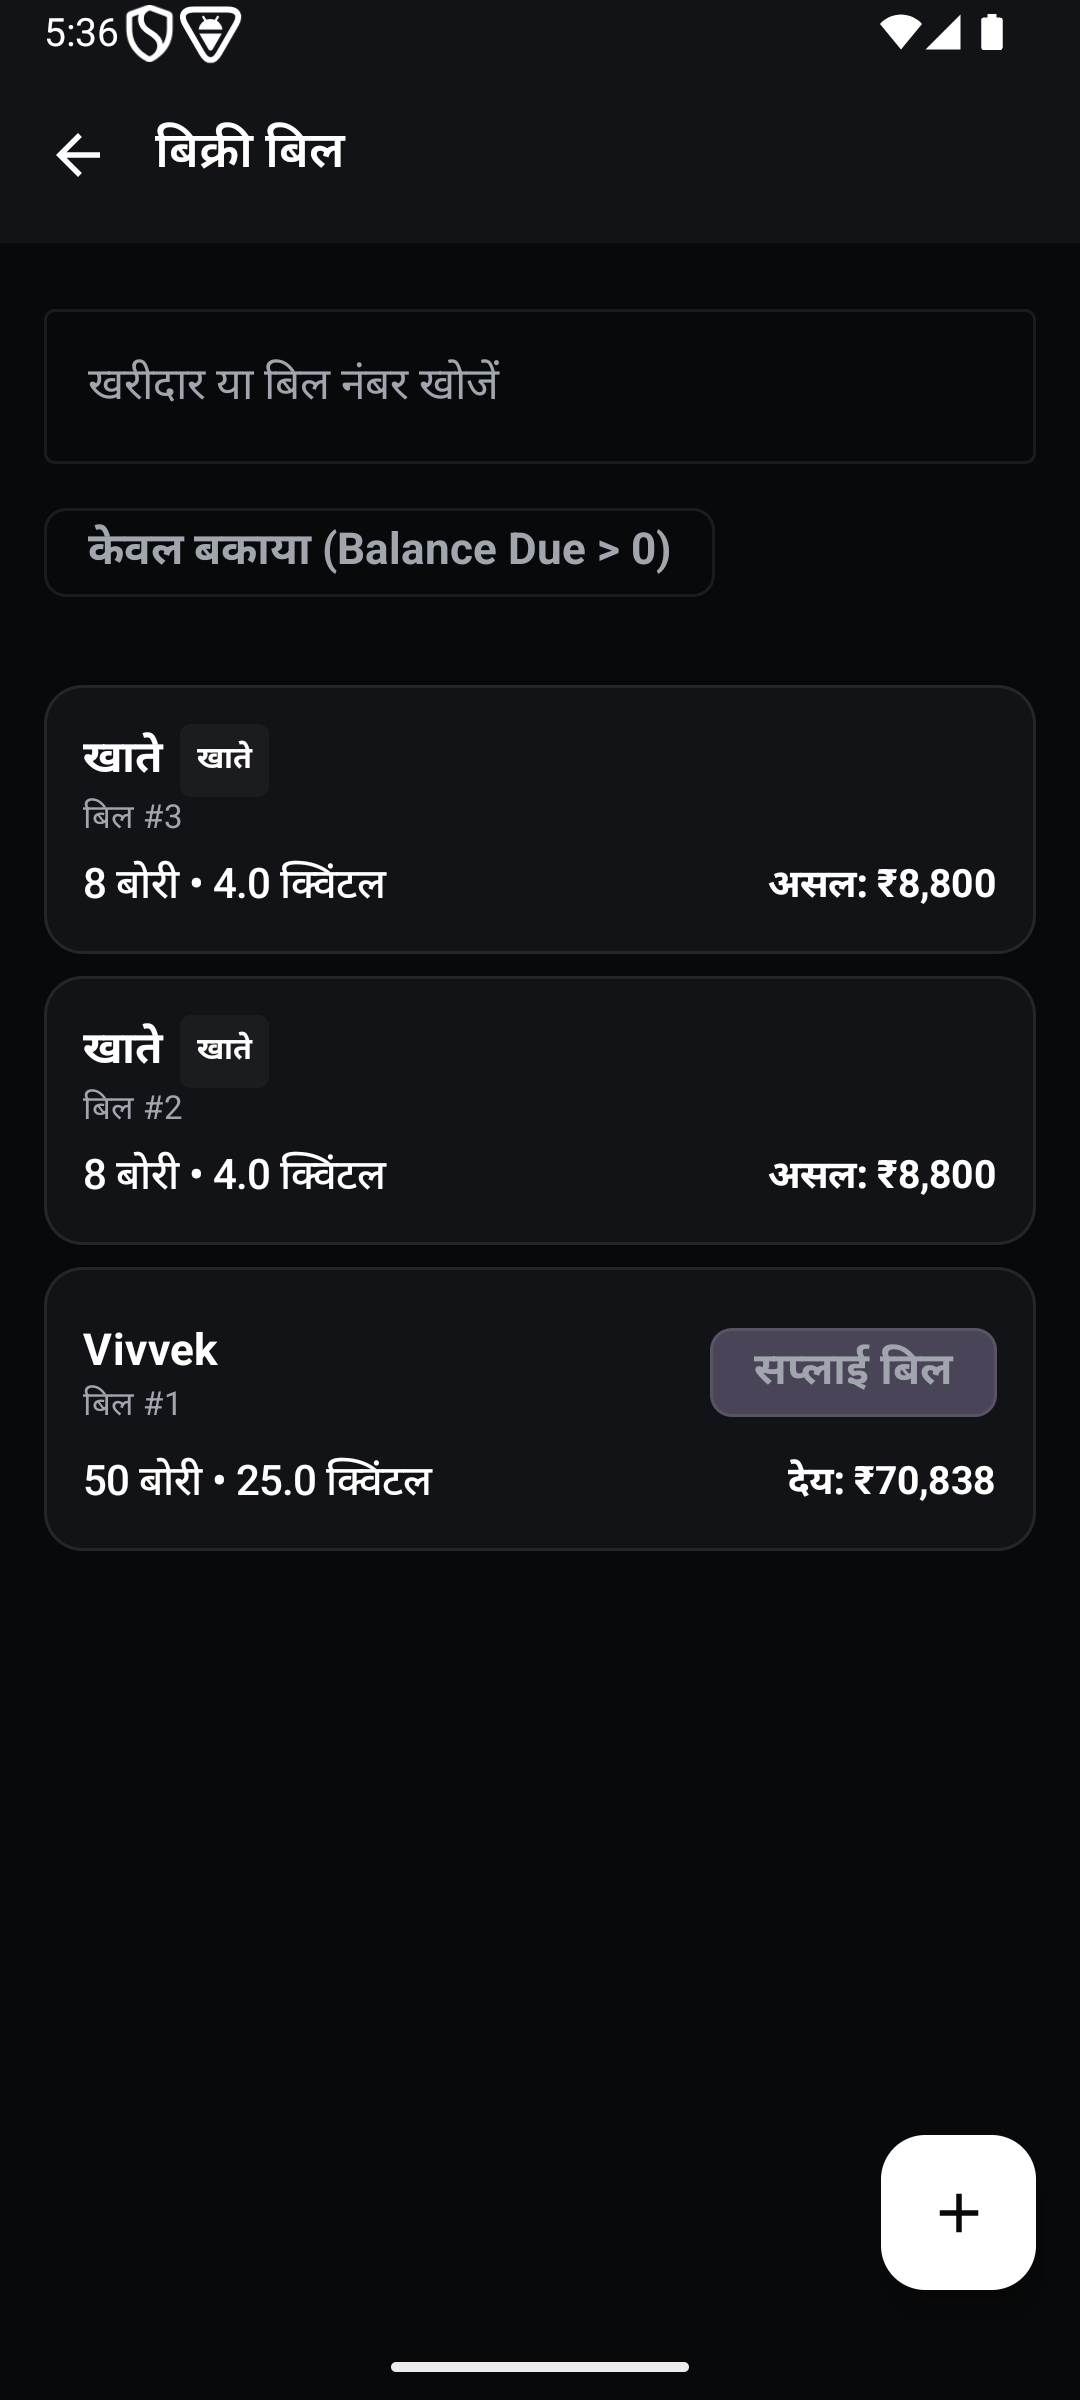 5:36
बिक्री बिल
खरीदार या बिल नंबर खोजें
केवल बकाया (Balance Due > 0)
खाते खाते
बिल #3
8 बोरी • 4.0 क्विंटल असल: ₹8,800
खाते खाते
बिल #2
8 बोरी • 4.0 क्विंटल असल: ₹8,800
Vivvek सप्लाई बिल
बिल #1
50 बोरी • 25.0 क्विंटल देय: ₹70,838